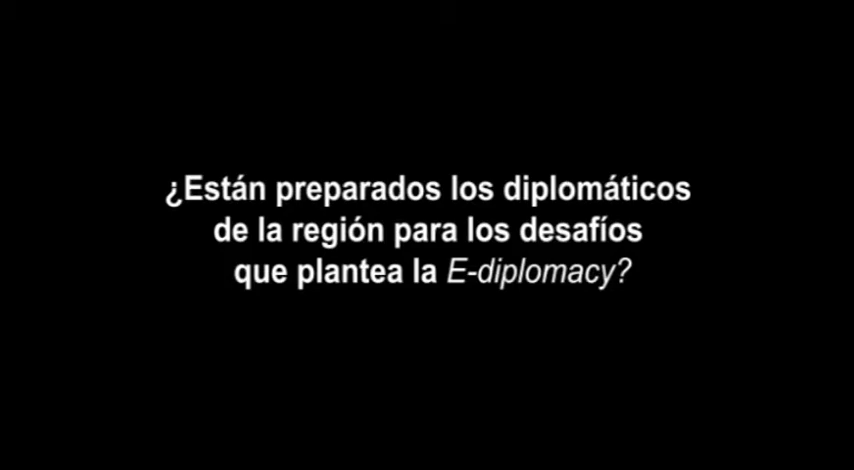 ¿Están preparados los diplomáticos
de la región para los desafíos
que plantea la E-diplomacy?